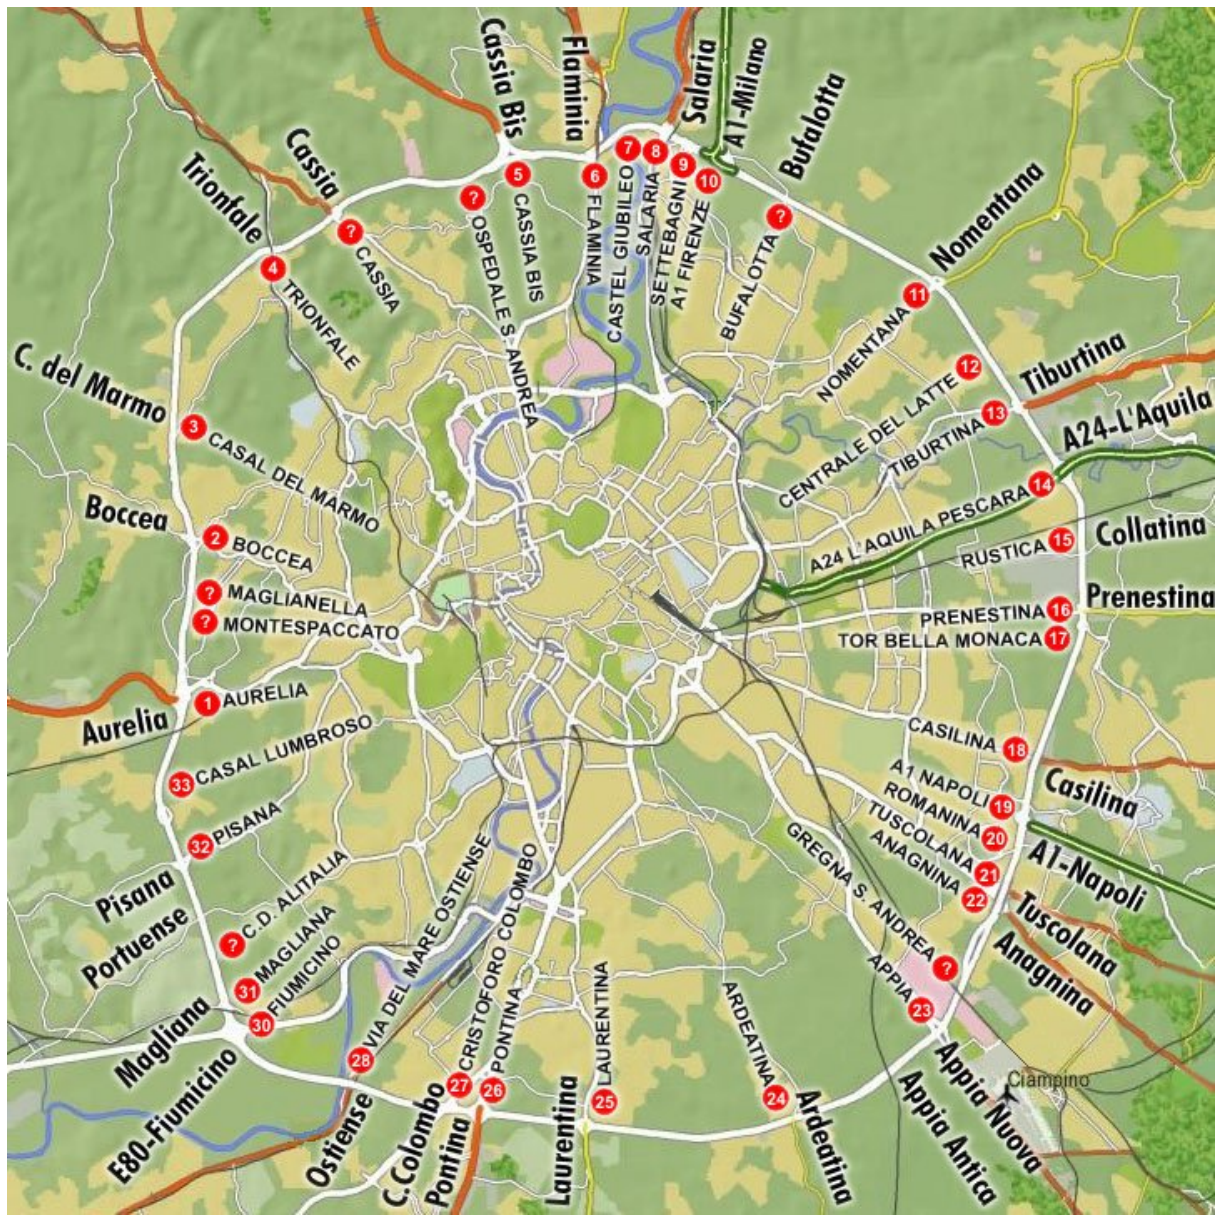 Cassia Bis
Flaminia
Salaria
A1-Milano
Bufalotta
Cassia
Trionfale
Nomentana
7
8
9
10
5
6
?
?
?
4
11
CASTEL GIUBILEO
SALARIA
SETTEBAGNI
A1 FIRENZE
FLAMINIA
CASSIA BIS
OSPEDALE S. ANDREA
CASSIA
BUFALOTTA
TRIONFALE
NOMENTANA
C. del Marmo
Tiburtina
12
CENTRALE DEL LATTE
13
TIBURTINA
A24-L'Aquila
3
CASAL DEL MARMO
14
A24 L'AQUILA PESCARA
Boccea
2
BOCCEA
Collatina
RUSTICA
15
?
MAGLIANELLA
Prenestina
PRENESTINA
16
?
MONTESPACCATO
TOR BELLA MONACA
17
Aurelia
1
AURELIA
CASILINA
18
33
CASAL LUMBROSO
Casilina
A1 NAPOLI
19
ROMANINA
20
32
PISANA
TUSCOLANA
21
A1-Napoli
ANAGNINA
22
Pisana
Portuense
GREGNA S. ANDREA
?
Tuscolana
Anagnina
?
C.D. ALITALIA
31
MAGLIANA
30
FIUMICINO
APPIA
23
Magliana
E80-Fiumicino
28
VIA DEL MARE OSTIENSE
27
CRISTOFORO COLOMBO
26
PONTINA
25
LAURENTINA
24
ARDEATINA
Ciampino
Ostiense
C.Colombo
Pontina
Laurentina
Ardeatina
Appia Antica
Appia Nuova